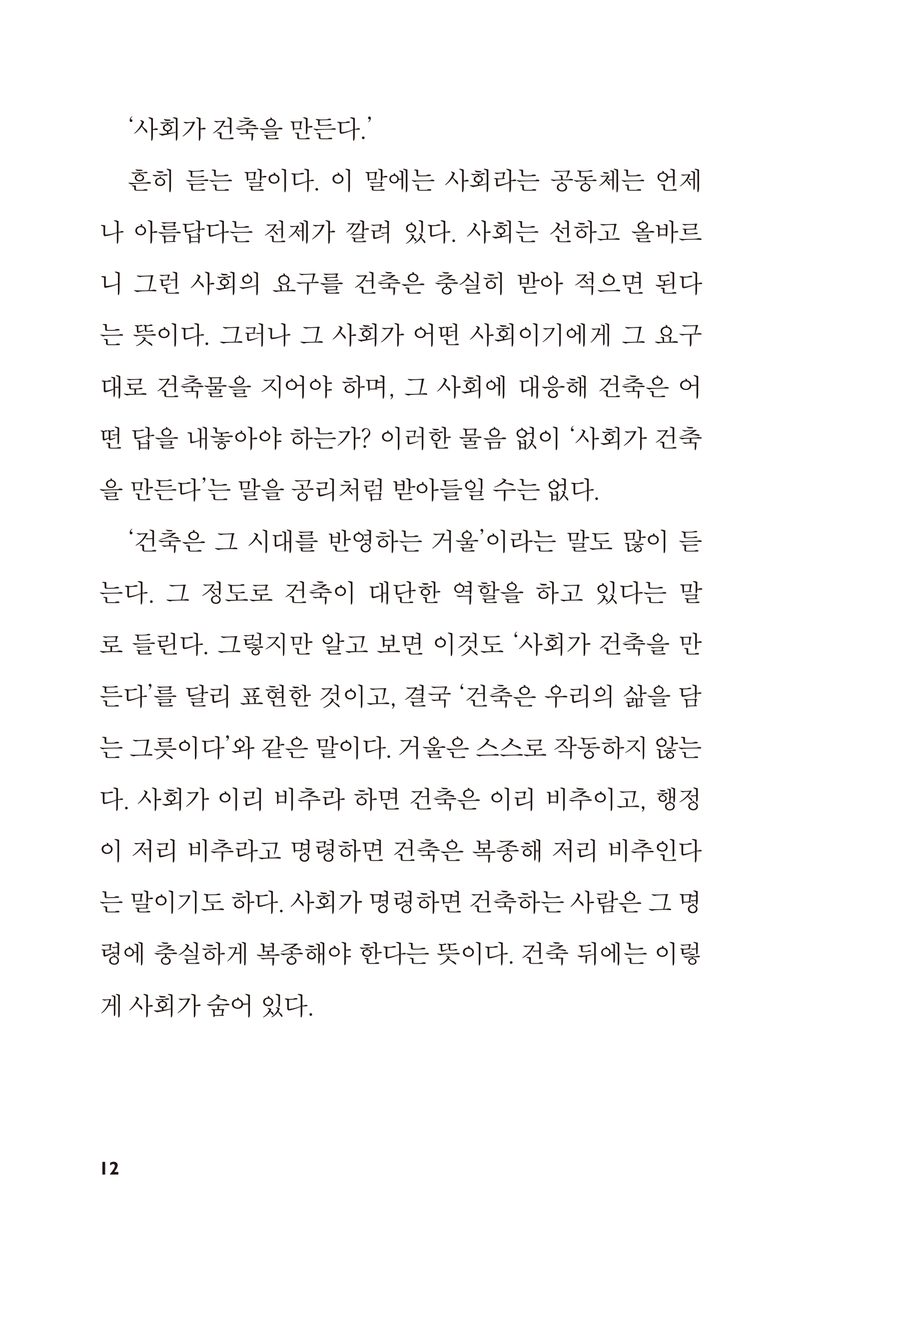 ‘사회가 건축을 만든다.’
흔히 듣는 말이다. 이 말에는 사회라는 공동체는 언제
나 아름답다는 전제가 깔려 있다. 사회는 선하고 올바르
니 그런 사회의 요구를 건축은 충실히 받아 적으면 된다
는 뜻이다. 그러나 그 사회가 어떤 사회이기에게 그 요구
대로 건축물을 지어야 하며, 그 사회에 대응해 건축은 어
떤 답을 내놓아야 하는가? 이러한 물음 없이 ‘사회가 건축
을 만든다’는 말을 공리처럼 받아들일 수는 없다.
‘건축은 그 시대를 반영하는 거울’이라는 말도 많이 듣
는다. 그 정도로 건축이 대단한 역할을 하고 있다는 말
로 들린다. 그렇지만 알고 보면 이것도 ‘사회가 건축을 만
든다’를 달리 표현한 것이고, 결국 ‘건축은 우리의 삶을 담
는 그릇이다’와 같은 말이다. 거울은 스스로 작동하지 않는
다. 사회가 이리 비추라 하면 건축은 이리 비추이고, 행정
이 저리 비추라고 명령하면 건축은 복종해 저리 비추인다
는 말이기도 하다. 사회가 명령하면 건축하는 사람은 그 명
령에 충실하게 복종해야 한다는 뜻이다. 건축 뒤에는 이렇
게 사회가 숨어 있다.
12